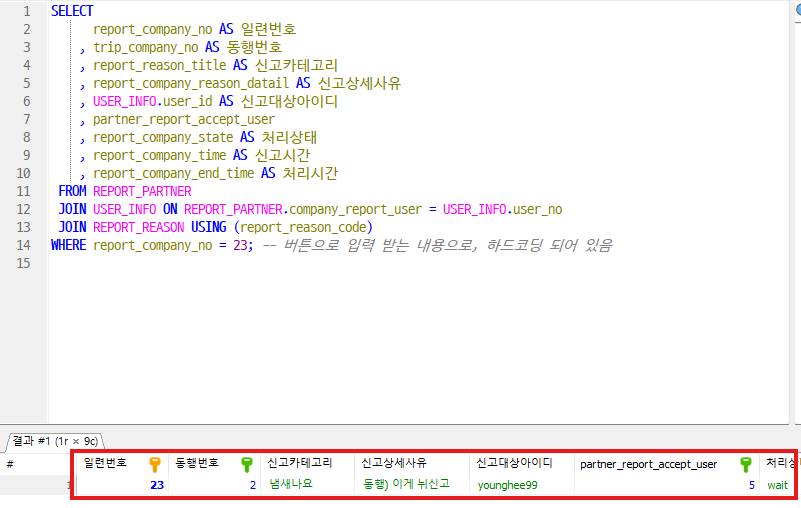 1 SELECT
2 report_company_no AS 일련번호
3 , trip_company_no AS 동행번호
4 , report_reason_title AS 신고카테고리
5 , report_company_reason_datail AS 신고상세사유
6 , USER_INFO.user_id AS 신고대상아이디
7 , partner_report_accept_user
8 , report_company_state AS 처리상태
9 , report_company_time AS 신고시간
10 , report_company_end_time AS 처리시간
11 FROM REPORT_PARTNER
12 JOIN USER_INFO ON REPORT_PARTNER.company_report_user = USER_INFO.user_no
13 JOIN REPORT_REASON USING (report_reason_code)
14 WHERE report_company_no = 23; -- 버튼으로 입력 받는 내용으로, 하드코딩 되어 있음
15
결과 #1 (1r × 9c)
# 일련번호 동행번호 신고카테고리 신고상세사유 신고대상아이디 partner_report_accept_user 처리상
1 23 2 냄새나요 동행) 이게 뉘신고 younghee99 5 wait